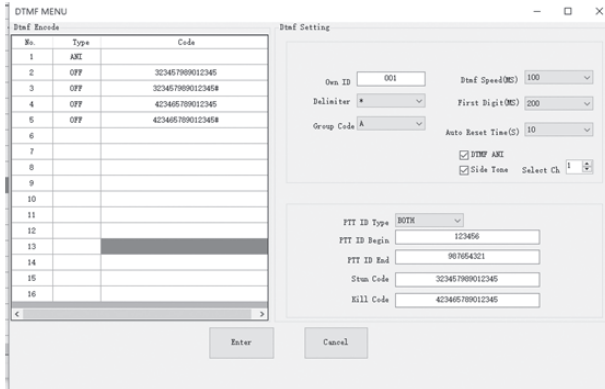 DTMF MENU
Dtmf Encode
No. Type Code
1 ANI
2 OFF 323457989012345
3 OFF 323457989012345#
4 OFF 423465789012345
5 OFF 423465789012345#
6
7
8
9
10
11
12
13
14
15
16
Dtmf Setting
Own ID 001
Delimiter *
Group Code A
Dtmf Speed(MS) 100
First Digit(MS) 200
Auto Reset Time(S) 10
DTMF ANI
Side Tone Select Ch 1
PTT ID Type BOTH
PTT ID Begin 123456
PTT ID End 987654321
Stun Code 323457989012345
Kill Code 423465789012345
Enter Cancel